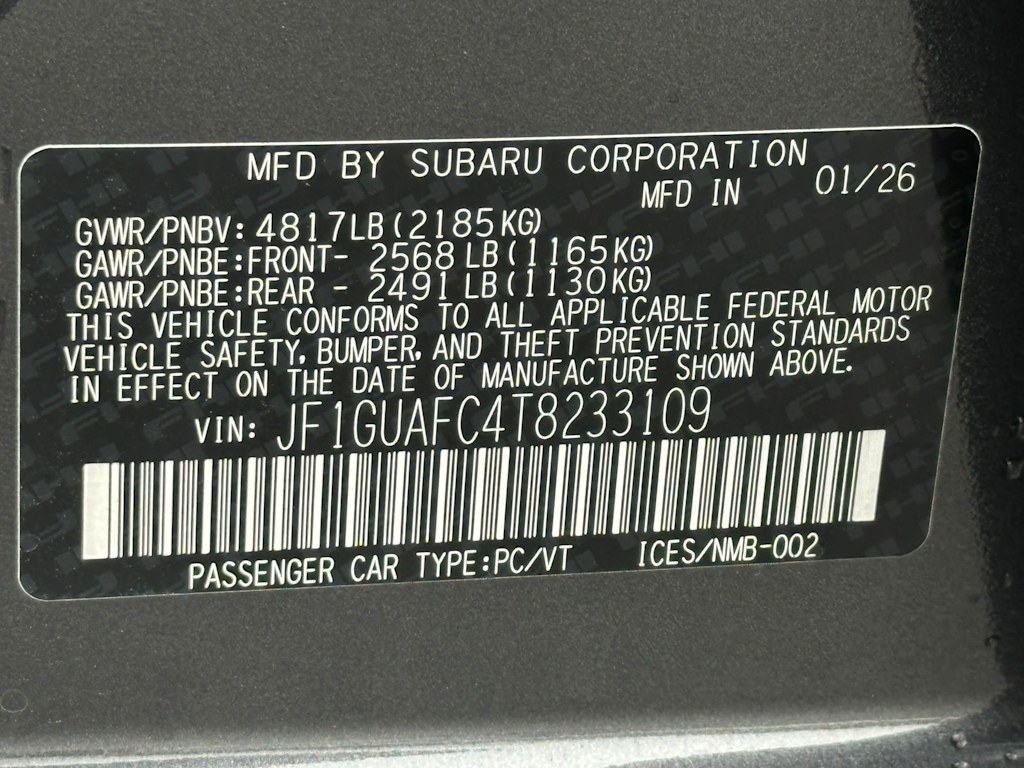 MFD BY SUBARU CORPORATION
MFD IN 01/26
GVWR/PNBV: 4817LB(2185KG)
GAWR/PNBE:FRONT- 2568LB(1165KG)
GAWR/PNBE:REAR - 2491LB(1130KG)
THIS VEHICLE CONFORMS TO ALL APPLICABLE FEDERAL MOTOR
VEHICLE SAFETY, BUMPER, AND THEFT PREVENTION STANDARDS
IN EFFECT ON THE DATE OF MANUFACTURE SHOWN ABOVE.
VIN: JF1GUAFC4T8233109
PASSENGER CAR TYPE:PC/VT ICES/NMB-002